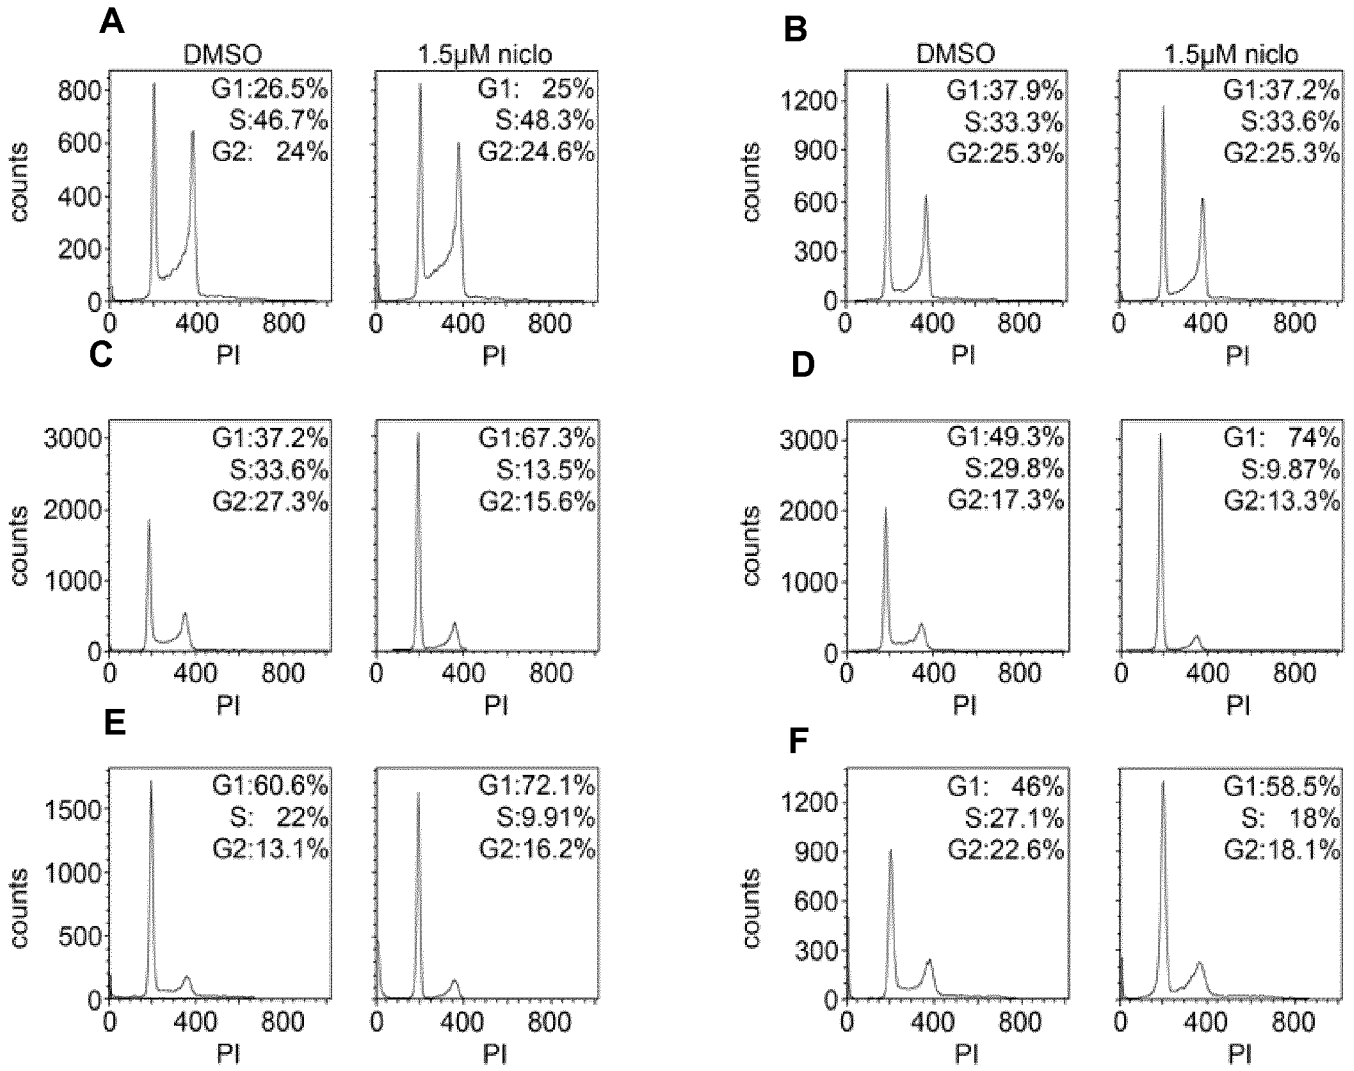 A
B
DMSO
1.5µM niclo
DMSO
1.5µM niclo
counts
800
600
400
200
0
G1:26.5%
S:46.7%
G2: 24%
0 400 800
PI
G1: 25%
S:48.3%
G2:24.6%
0 400 800
PI
counts
1200
900
600
300
0
G1:37.9%
S:33.3%
G2:25.3%
0 400 800
PI
G1:37.2%
S:33.6%
G2:25.3%
0 400 800
PI
C
D
counts
3000
2000
1000
0
G1:37.2%
S:33.6%
G2:27.3%
0 400 800
PI
G1:67.3%
S:13.5%
G2:15.6%
0 400 800
PI
counts
3000
2000
1000
0
G1:49.3%
S:29.8%
G2:17.3%
0 400 800
PI
G1: 74%
S:9.87%
G2:13.3%
0 400 800
PI
E
F
counts
1500
1000
500
0
G1:60.6%
S: 22%
G2:13.1%
0 400 800
PI
G1:72.1%
S:9.91%
G2:16.2%
0 400 800
PI
counts
1200
900
600
300
0
G1: 46%
S:27.1%
G2:22.6%
0 400 800
PI
G1:58.5%
S: 18%
G2:18.1%
0 400 800
PI